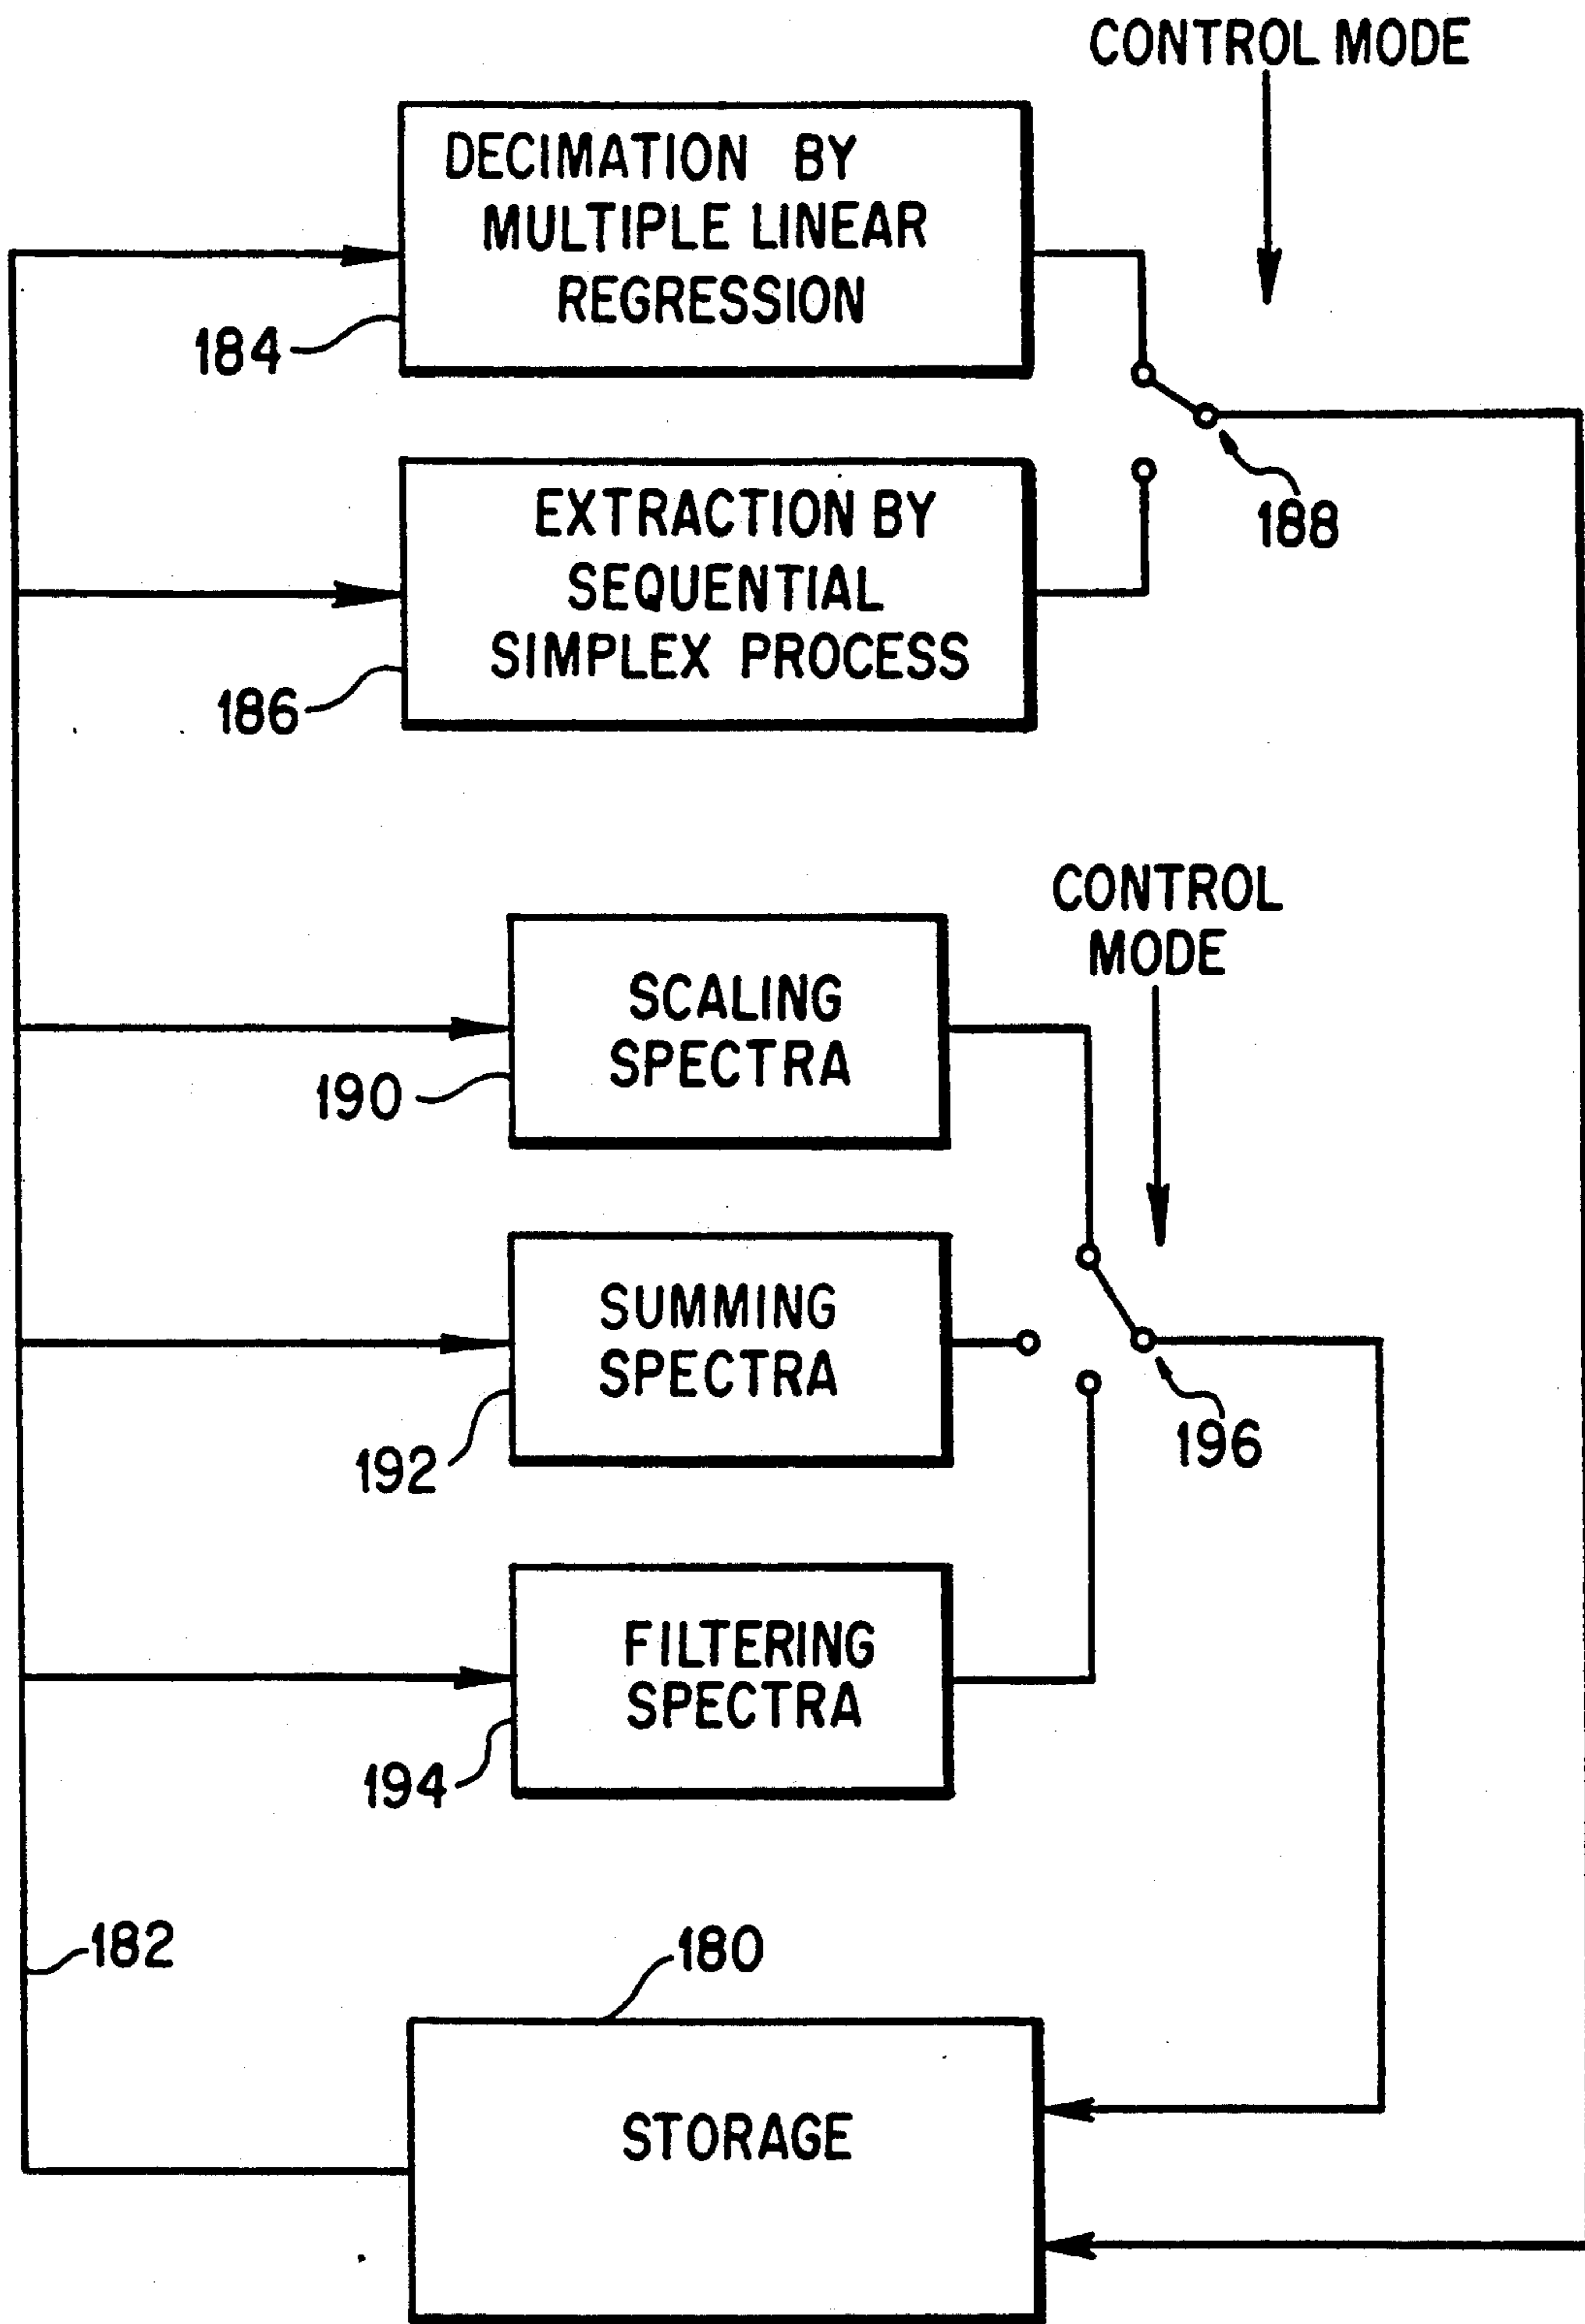 CONTROL MODE
DECIMATION BY
MULTIPLE LINEAR
REGRESSION
184
188
EXTRACTION BY
SEQUENTIAL
SIMPLEX PROCESS
186
CONTROL
MODE
SCALING
SPECTRA
190
SUMMING
SPECTRA
192
196
FILTERING
SPECTRA
194
182
180
STORAGE